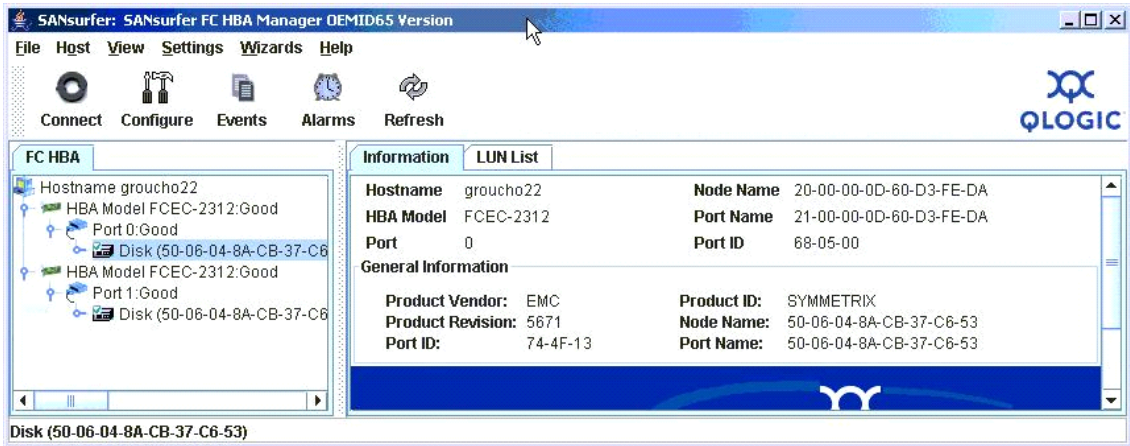 SANsurfer: SANsurfer FC HBA Manager OEMID65 Version
File Host View Settings Wizards Help
Connect Configure Events Alarms Refresh
QLOGIC
FC HBA
Hostname groucho22
HBA Model FCEC-2312:Good
Port 0:Good
Disk (50-06-04-8A-CB-37-C6
HBA Model FCEC-2312:Good
Port 1:Good
Disk (50-06-04-8A-CB-37-C6
Information LUN List
Hostname groucho22 Node Name 20-00-00-0D-60-D3-FE-DA
HBA Model FCEC-2312 Port Name 21-00-00-0D-60-D3-FE-DA
Port 0 Port ID 68-05-00
General Information
Product Vendor: EMC Product ID: SYMMETRIX
Product Revision: 5671 Node Name: 50-06-04-8A-CB-37-C6-53
Port ID: 74-4F-13 Port Name: 50-06-04-8A-CB-37-C6-53
Disk (50-06-04-8A-CB-37-C6-53)